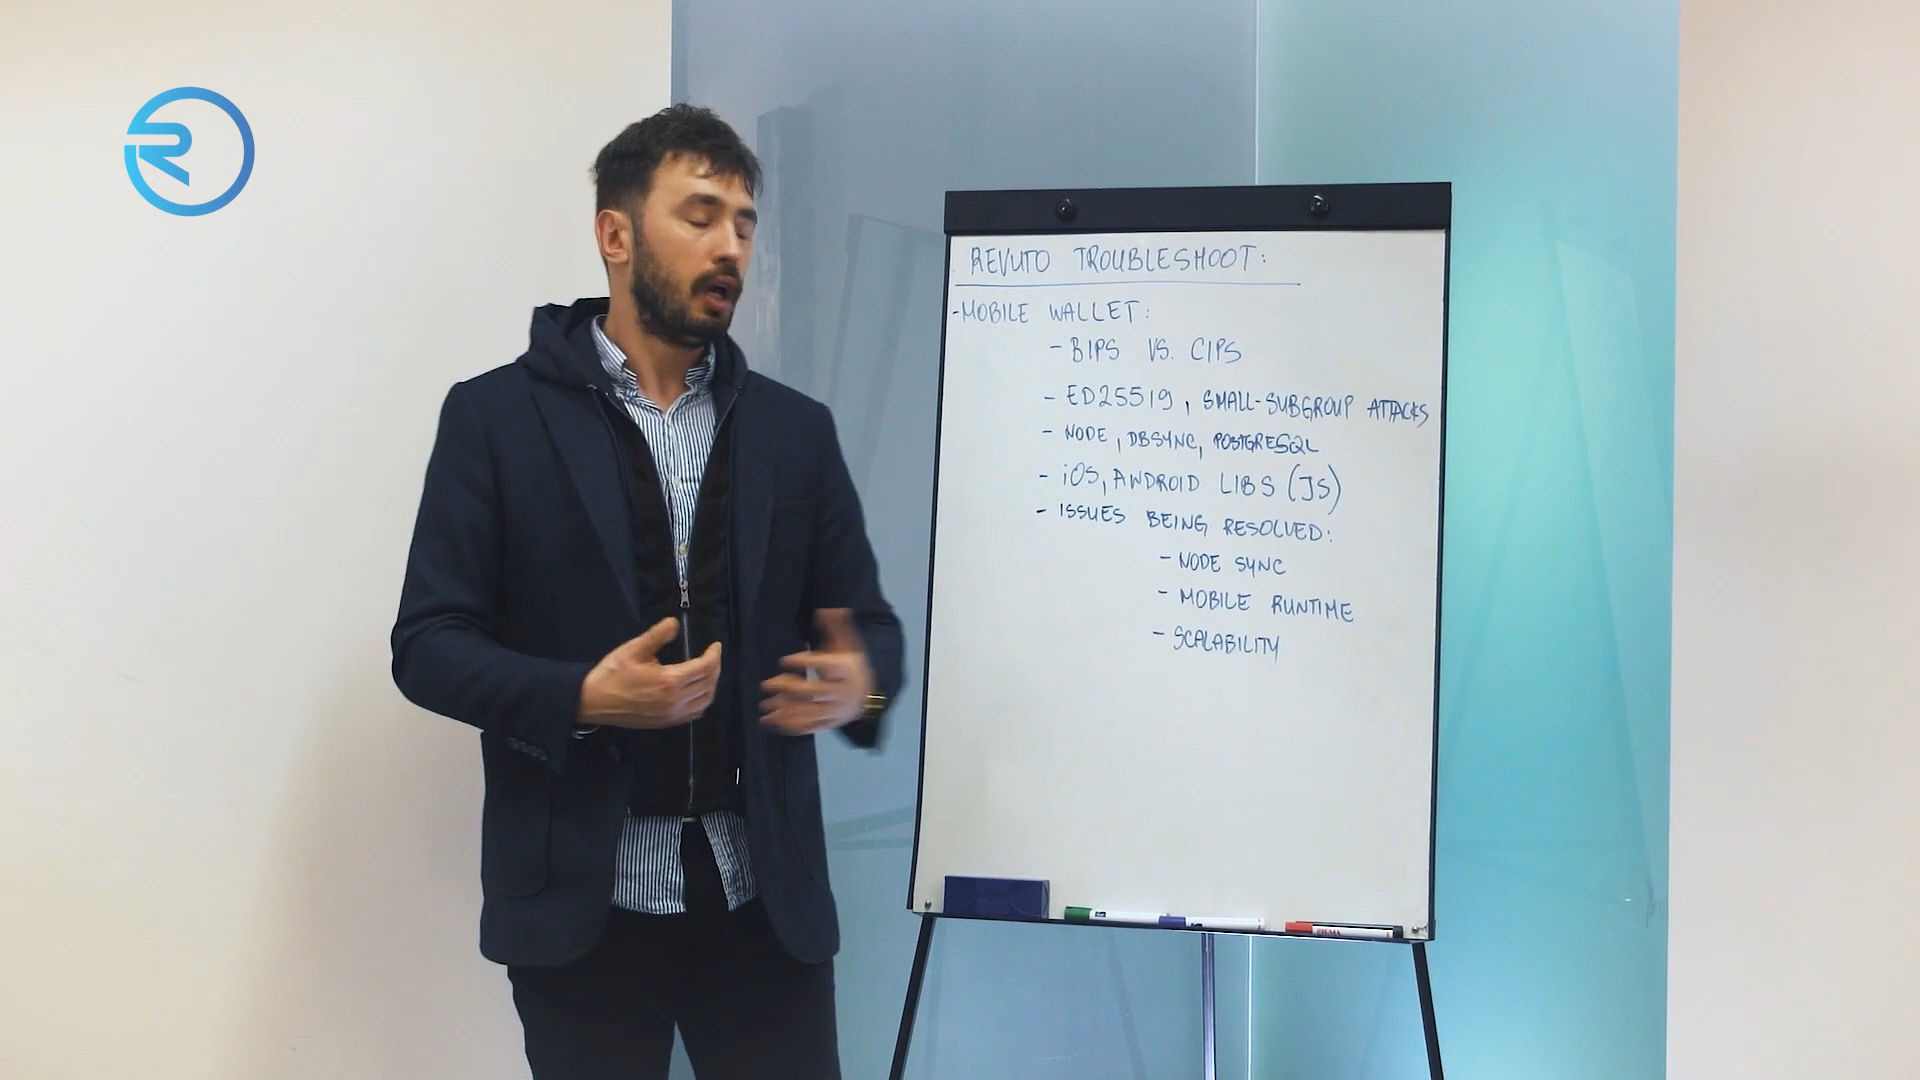 REVUTO TROUBLESHOOT:
- MOBILE WALLET:
- BIPS VS. CIPS
- ED25519, SMALL-SUBGROUP ATTACKS
- NODE, DBSYNC, POSTGRESQL
- iOS, ANDROID LIBS (JS)
- ISSUES BEING RESOLVED:
- NODE SYNC
- MOBILE RUNTIME
- SCALABILITY